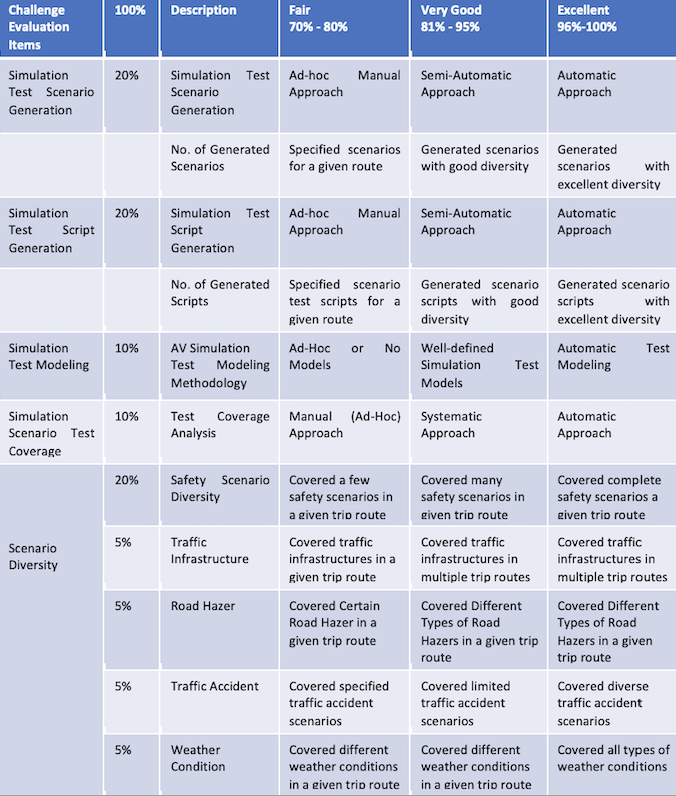 Challenge
Evaluation
Items
100%
Description
Fair
70% - 80%
Very Good
81% - 95%
Excellent
96%-100%
Simulation
Test Scenario
Generation
20%
Simulation Test
Scenario
Generation
Ad-hoc Manual
Approach
Semi-Automatic
Approach
Automatic
Approach
No. of Generated
Scenarios
Specified scenarios
for a given route
Generated scenarios
with good diversity
Generated
scenarios with
excellent diversity
Simulation
Test Script
Generation
20%
Simulation Test
Script
Generation
Ad-hoc Manual
Approach
Semi-Automatic
Approach
Automatic
Approach
No. of Generated
Scripts
Specified scenario
test scripts for a
given route
Generated scenario
scripts with good
diversity
Generated scenario
scripts with
excellent diversity
Simulation
Test Modeling
10%
AV Simulation
Test Modeling
Methodology
Ad-Hoc or No
Models
Well-defined
Simulation Test
Models
Automatic Test
Modeling
Simulation
Scenario Test
Coverage
10%
Test Coverage
Analysis
Manual (Ad-Hoc)
Approach
Systematic
Approach
Automatic
Approach
Scenario
Diversity
20%
Safety Scenario
Diversity
Covered a few
safety scenarios in
a given trip route
Covered many
safety scenarios in
given trip route
Covered complete
safety scenarios a
given trip route
5%
Traffic
Infrastructure
Covered traffic
infrastructures in a
given trip route
Covered traffic
infrastructures in
multiple trip routes
Covered traffic
infrastructures in
multiple trip routes
5%
Road Hazer
Covered Certain
Road Hazer in a
given trip route
Covered Different
Types of Road
Hazers in a given trip
route
Covered Different
Types of Road
Hazers in a given
trip route
5%
Traffic Accident
Covered specified
traffic accident
scenarios
Covered limited
traffic accident
scenarios
Covered diverse
traffic accident
scenarios
5%
Weather
Condition
Covered different
weather conditions
in a given trip route
Covered different
weather conditions
in a given trip route
Covered all types of
weather conditions